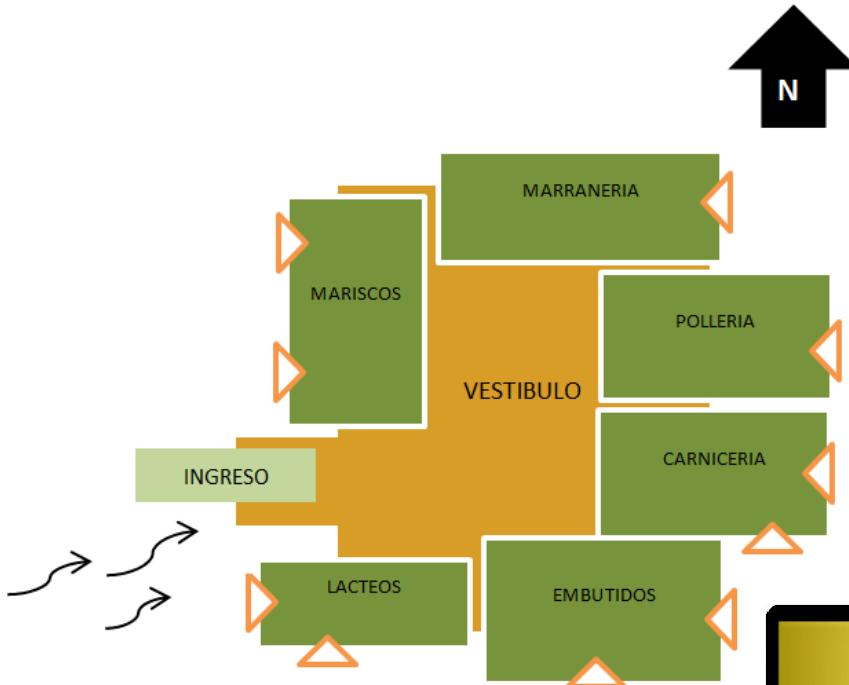 N
MARRANERIA
MARISCOS
POLLERIA
VESTIBULO
CARNICERIA
INGRESO
LACTEOS
EMBUTIDOS